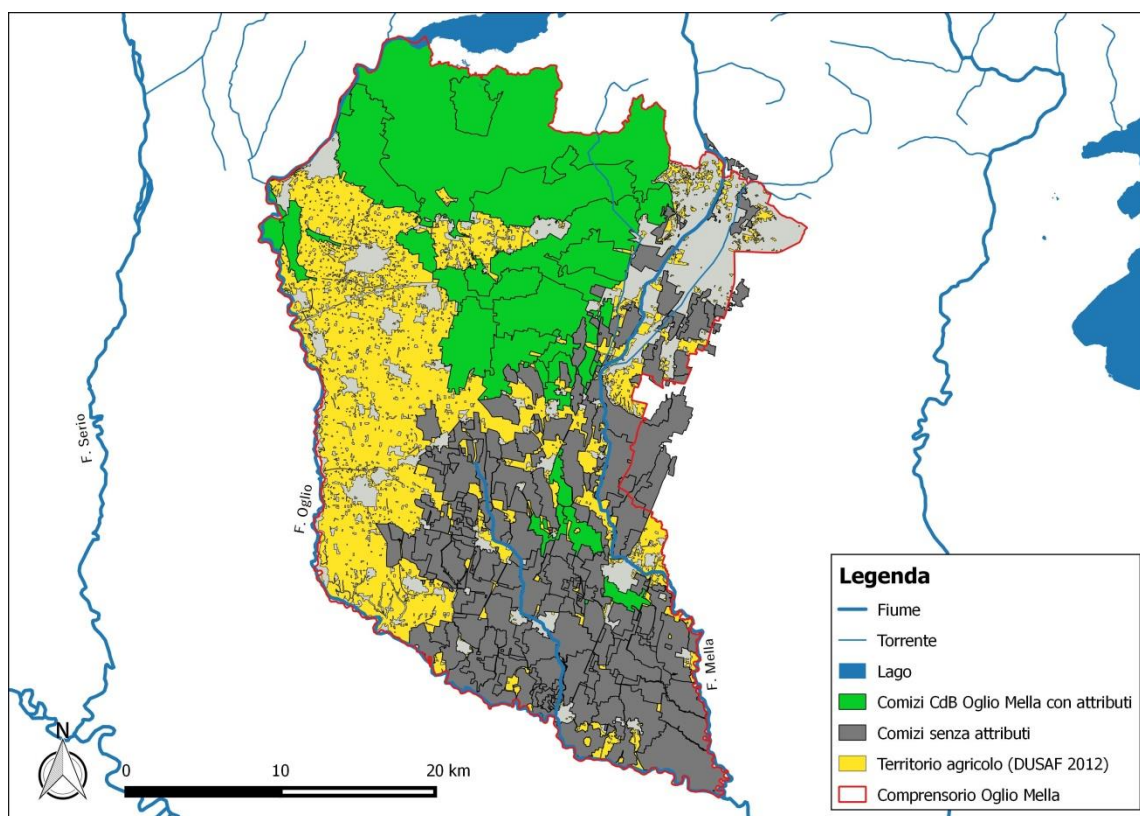 F. Serio
F. Oglio
F. Mella
N
0 10 20 km
Legenda
Fiume
Torrente
Lago
Comizi CdB Oglio Mella con attributi
Comizi senza attributi
Territorio agricolo (DUSAF 2012)
Comprensorio Oglio Mella